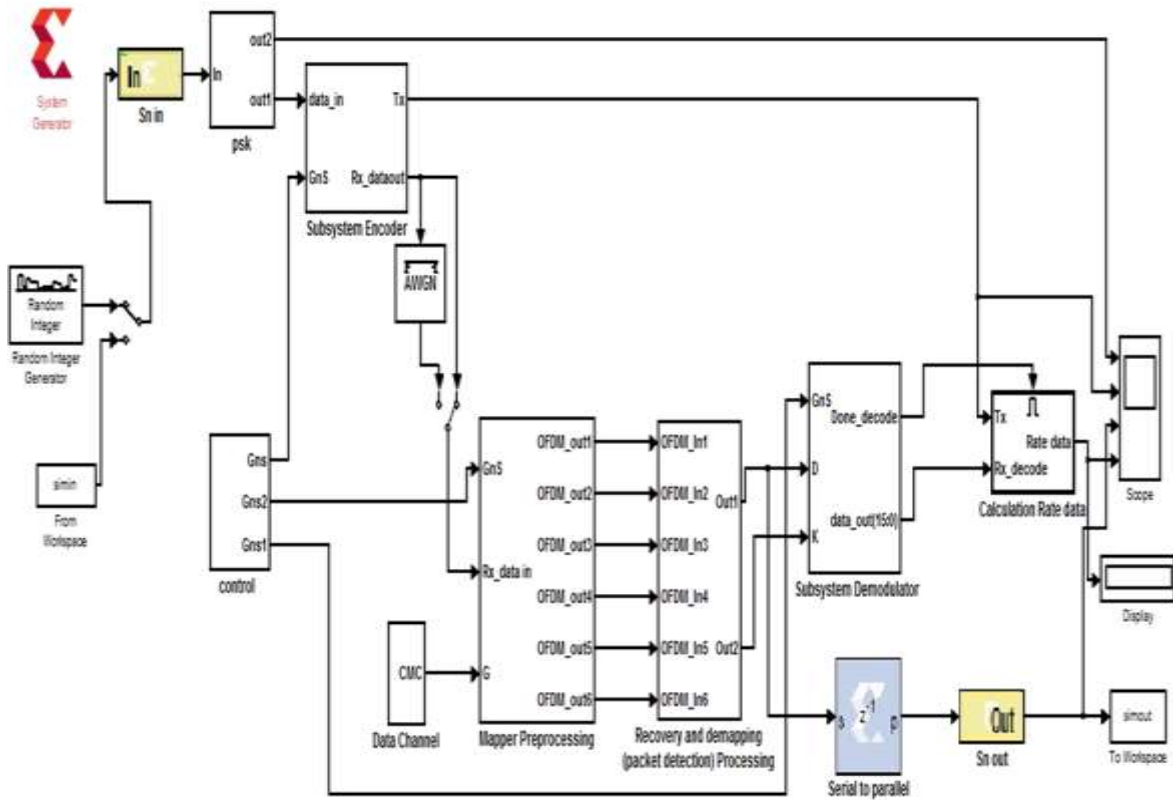 System
Generator
In
Sn in
In
out2
out1
psk
data_in
Tx
GnS
Rx_dataout
Subsystem Encoder
AWGN
Random
Integer
Random Integer
Generator
simin
From
Workspace
Gns
Gns2
Gns1
control
CMC
Data Channel
GnS
Rx_data in
G
OFDM_out1
OFDM_out2
OFDM_out3
OFDM_out4
OFDM_out5
OFDM_out6
Mapper Preprocessing
OFDM_In1
OFDM_In2
OFDM_In3
OFDM_In4
OFDM_In5
OFDM_In6
Out1
Out2
Recovery and demapping
(packet detection) Processing
GnS
D
K
Done_decode
data_out(15:0)
Subsystem Demodulator
Tx
Rx_decode
Rate data
Calculation Rate data
Scope
Display
s
z-1
p
Serial to parallel
Out
Sn out
simout
To Workspace